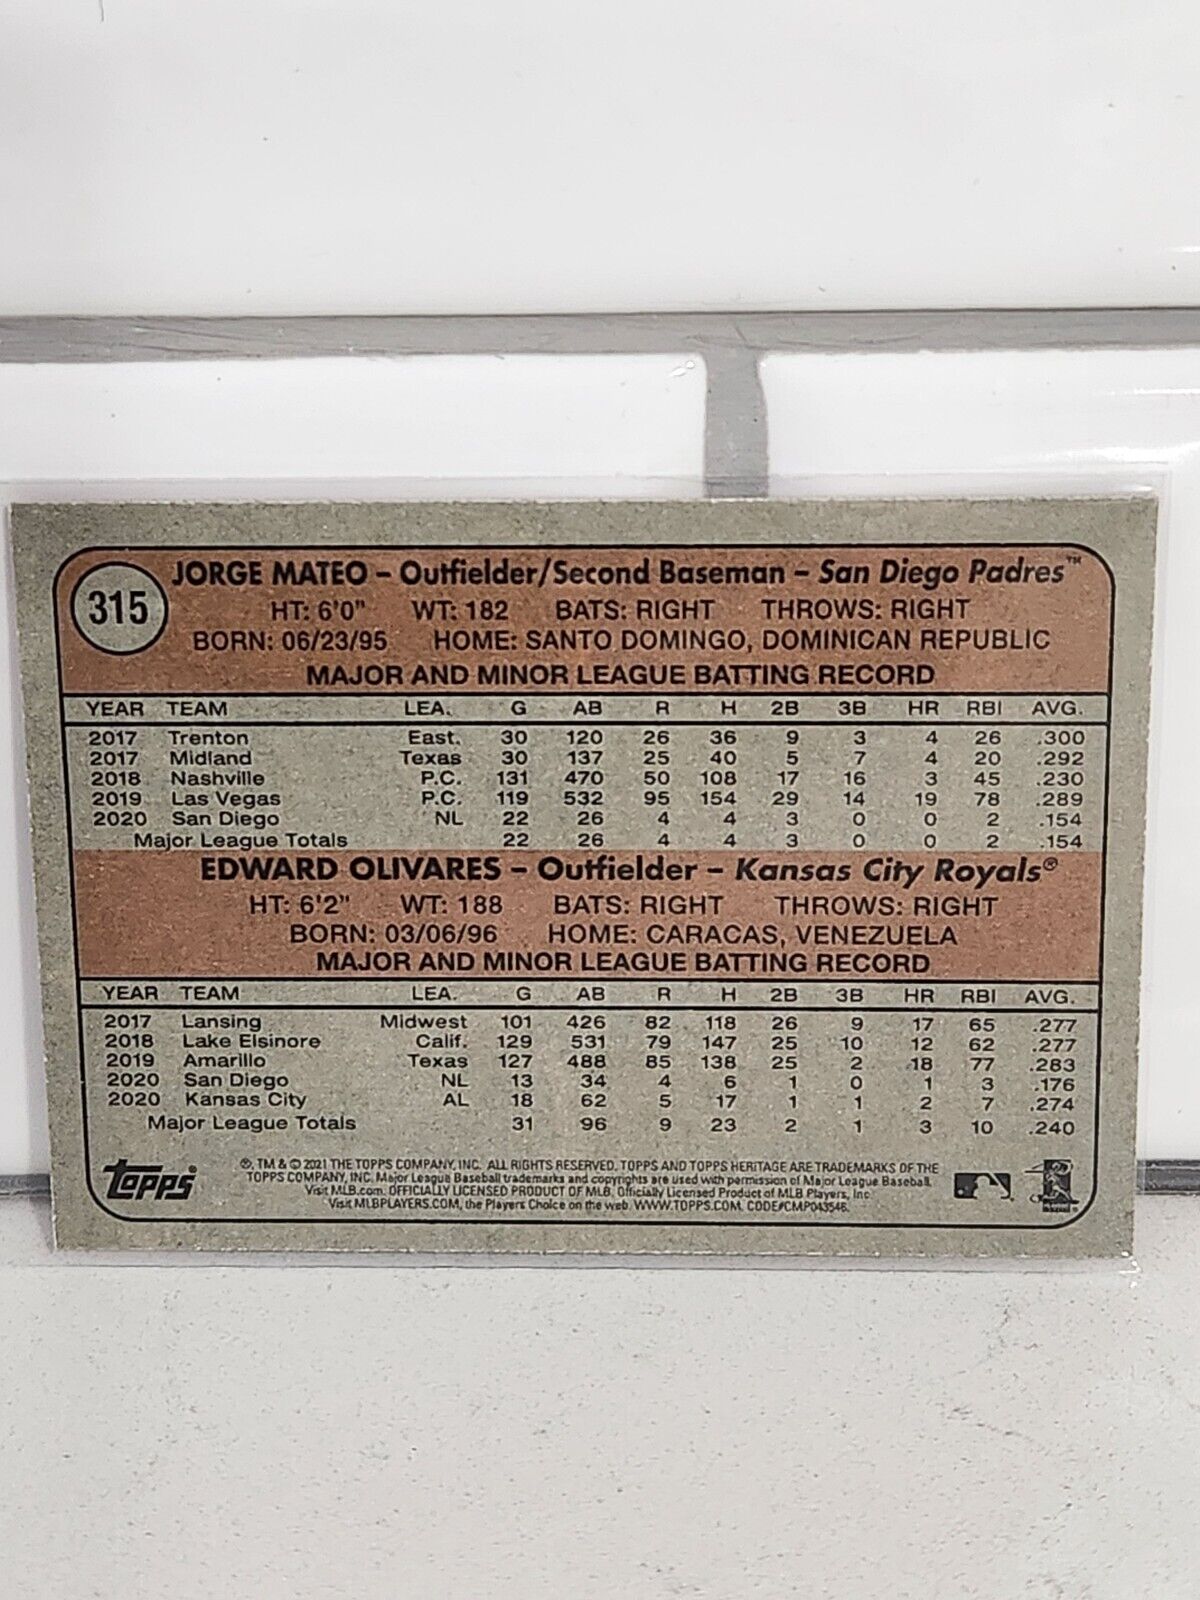 315
JORGE MATEO – Outfielder/Second Baseman – San Diego Padres™
HT: 6'0" WT: 182 BATS: RIGHT THROWS: RIGHT
BORN: 06/23/95 HOME: SANTO DOMINGO, DOMINICAN REPUBLIC
MAJOR AND MINOR LEAGUE BATTING RECORD
YEAR TEAM LEA. G AB R H 2B 3B HR RBI AVG.
2017 Trenton East. 30 120 26 36 9 3 4 26 .300
2017 Midland Texas 30 137 25 40 5 7 4 20 .292
2018 Nashville P.C. 131 470 50 108 17 16 3 45 .230
2019 Las Vegas P.C. 119 532 95 154 29 14 19 78 .289
2020 San Diego NL 22 26 4 4 3 0 0 2 .154
Major League Totals 22 26 4 4 3 0 0 2 .154
EDWARD OLIVARES – Outfielder – Kansas City Royals®
HT: 6'2" WT: 188 BATS: RIGHT THROWS: RIGHT
BORN: 03/06/96 HOME: CARACAS, VENEZUELA
MAJOR AND MINOR LEAGUE BATTING RECORD
YEAR TEAM LEA. G AB R H 2B 3B HR RBI AVG.
2017 Lansing Midwest 101 426 82 118 26 9 17 65 .277
2018 Lake Elsinore Calif. 129 531 79 147 25 10 12 62 .277
2019 Amarillo Texas 127 488 85 138 25 2 18 77 .283
2020 San Diego NL 13 34 4 6 1 0 1 3 .176
2020 Kansas City AL 18 62 5 17 1 1 2 7 .274
Major League Totals 31 96 9 23 2 1 3 10 .240
topps
®, TM & © 2021 THE TOPPS COMPANY, INC. ALL RIGHTS RESERVED. TOPPS AND TOPPS HERITAGE ARE TRADEMARKS OF THE
TOPPS COMPANY, INC. Major League Baseball trademarks and copyrights are used with permission of Major League Baseball.
Visit MLB.com. OFFICIALLY LICENSED PRODUCT OF MLB. Officially Licensed Product of MLB Players, Inc.
Visit MLBPLAYERS.COM, the Players Choice on the web. WWW.TOPPS.COM. CODE#CMP043546.